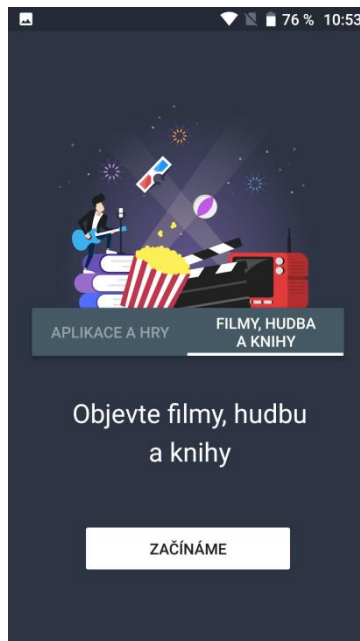 76 % 10:53
APLIKACE A HRY
FILMY, HUDBA
A KNIHY
Objevte filmy, hudbu
a knihy
ZAČÍNÁME